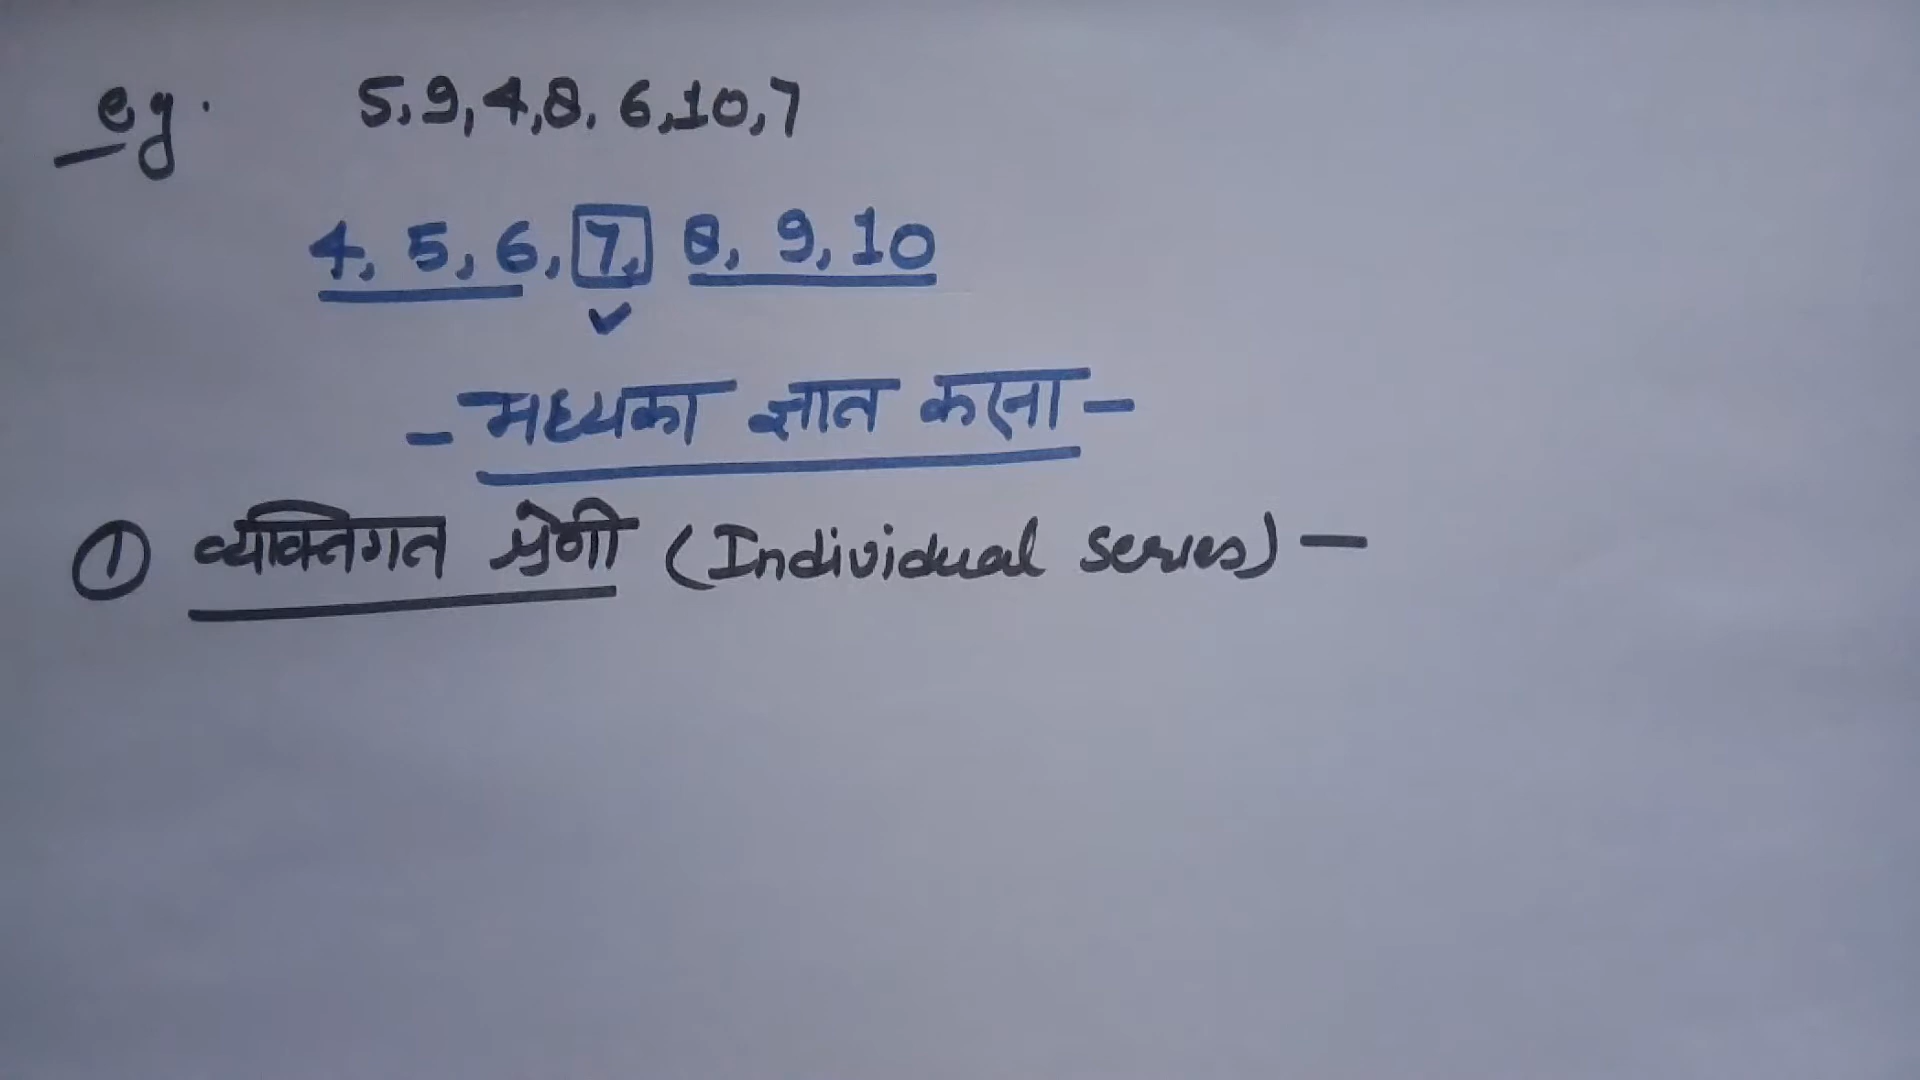 eg. 5, 9, 4, 8, 6, 10, 7
4, 5, 6, 7, 8, 9, 10
- मध्यका ज्ञात करना -
① व्यक्तिगत श्रेणी (Individual series) -